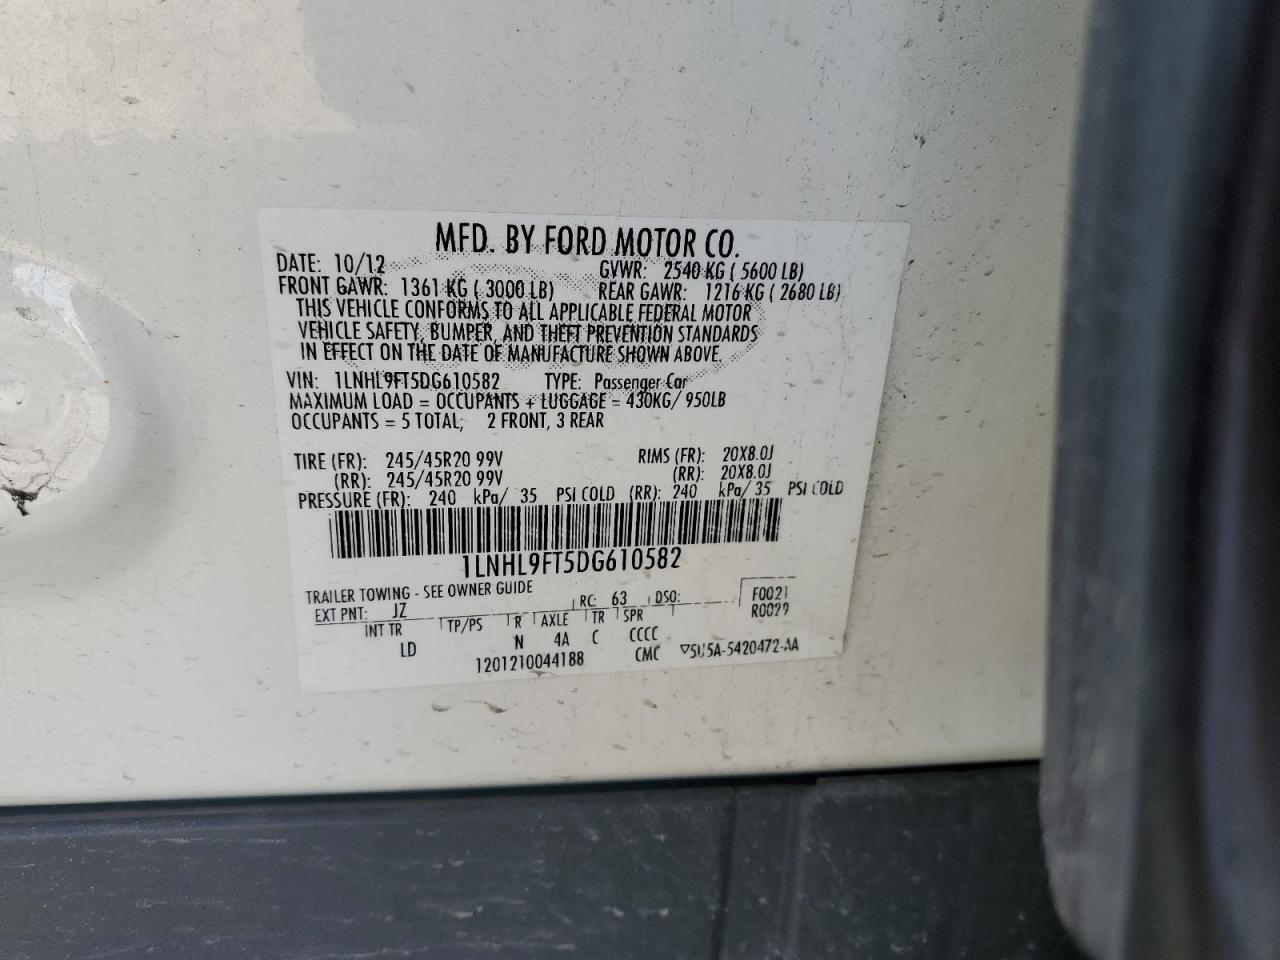 MFD. BY FORD MOTOR CO.
DATE: 10/12 GVWR: 2540 KG ( 5600 LB)
FRONT GAWR: 1361 KG ( 3000 LB) REAR GAWR: 1216 KG ( 2680 LB)
THIS VEHICLE CONFORMS TO ALL APPLICABLE FEDERAL MOTOR
VEHICLE SAFETY, BUMPER, AND THEFT PREVENTION STANDARDS
IN EFFECT ON THE DATE OF MANUFACTURE SHOWN ABOVE.
VIN: 1LNHL9FT5DG610582 TYPE: Passenger Car
MAXIMUM LOAD = OCCUPANTS + LUGGAGE = 430KG/ 950LB
OCCUPANTS = 5 TOTAL; 2 FRONT, 3 REAR
TIRE (FR): 245/45R20 99V RIMS (FR): 20X8.0J
(RR): 245/45R20 99V (RR): 20X8.0J
PRESSURE (FR): 240 kPa/ 35 PSI COLD (RR): 240 kPa/ 35 PSI COLD
1LNHL9FT5DG610582
TRAILER TOWING - SEE OWNER GUIDE
EXT PNT: JZ RC: 63 DSO: F0021
R0029
INT TR TP/PS R AXLE TR SPR
LD N 4A C CCCC
1201210044188 CMC ▽5U5A-5420472-AA